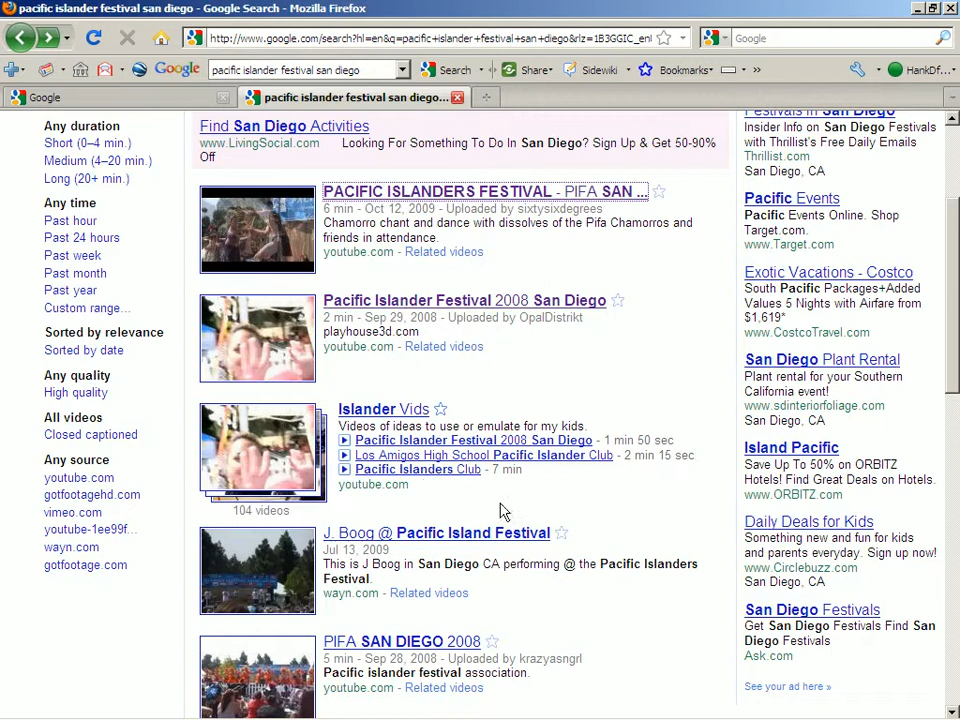 pacific islander festival san diego - Google Search - Mozilla Firefox
http://www.google.com/search?hl=en&q=pacific+islander+festival+san+diego&rlz=1B3GGIC_enl
Google
Google
pacific islander festival san diego
Search
Share
Sidewiki
Bookmarks
»
HankDf...
Google
pacific islander festival san diego...
Any duration
Short (0–4 min.)
Medium (4–20 min.)
Long (20+ min.)
Any time
Past hour
Past 24 hours
Past week
Past month
Past year
Custom range...
Sorted by relevance
Sorted by date
Any quality
High quality
All videos
Closed captioned
Any source
youtube.com
gotfootagehd.com
vimeo.com
youtube-1ee99f...
wayn.com
gotfootage.com
Find San Diego Activities
www.LivingSocial.com Looking For Something To Do In San Diego? Sign Up & Get 50-90%
Off
PACIFIC ISLANDERS FESTIVAL - PIFA SAN ...
6 min - Oct 12, 2009 - Uploaded by sixtysixdegrees
Chamorro chant and dance with dissolves of the Pifa Chamorros and
friends in attendance.
youtube.com - Related videos
Pacific Islander Festival 2008 San Diego
2 min - Sep 29, 2008 - Uploaded by OpalDistrikt
playhouse3d.com
youtube.com - Related videos
Islander Vids
Videos of ideas to use or emulate for my kids.
Pacific Islander Festival 2008 San Diego - 1 min 50 sec
Los Amigos High School Pacific Islander Club - 2 min 15 sec
Pacific Islanders Club - 7 min
youtube.com
104 videos
J. Boog @ Pacific Island Festival
Jul 13, 2009
This is J Boog in San Diego CA performing @ the Pacific Islanders
Festival.
wayn.com - Related videos
PIFA SAN DIEGO 2008
5 min - Sep 28, 2008 - Uploaded by krazyasngrl
Pacific islander festival association.
youtube.com - Related videos
Festivals in San Diego
Insider Info on San Diego
with Thrillist's Free Daily Emails
Thrillist.com
San Diego, CA
Pacific Events
Pacific Events Online. Shop
Target.com.
www.Target.com
Exotic Vacations - Costco
South Pacific Packages+Added
Values 5 Nights with Airfare from
$1,619*
www.CostcoTravel.com
San Diego Plant Rental
Plant rental for your Southern
California event!
www.sdinteriorfoliage.com
San Diego, CA
Island Pacific
Save Up To 50% on ORBITZ
Hotels! Find Great Deals on Hotels.
www.ORBITZ.com
Daily Deals for Kids
Something new and fun for kids
and parents everyday. Sign up now!
www.Circlebuzz.com
San Diego, CA
San Diego Festivals
Get San Diego Festivals Find San
Diego Festivals
Ask.com
See your ad here »